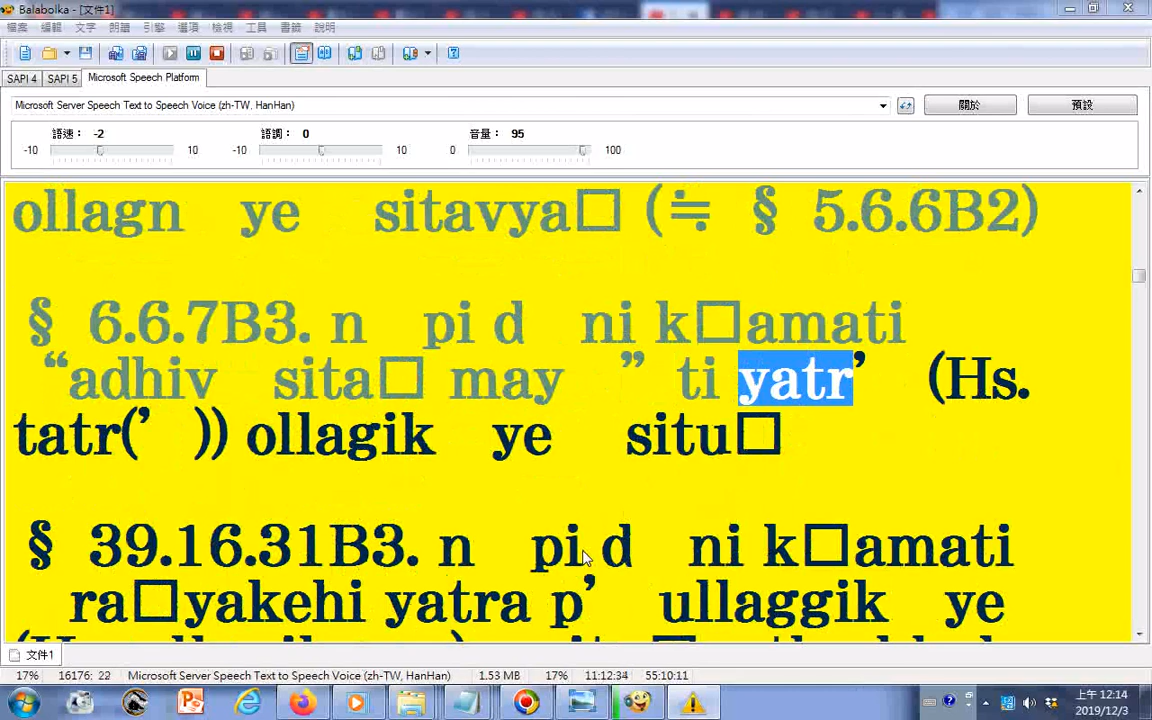 Balabolka - [文件1]
檔案 編輯 文字 朗讀 引擎 選項 檢視 工具 書籤 說明
SAPI 4 SAPI 5 Microsoft Speech Platform
Microsoft Server Speech Text to Speech Voice (zh-TW, HanHan) 關於 預設
語速： -2 語調： 0 音量： 95
-10 10 -10 10 0 100
ollagn ye sitavya□ (≒ § 5.6.6B2)
§ 6.6.7B3. n pi d ni k□amati
“adhiv sita□ may ” ti yatr’ (Hs.
tatr(’ )) ollagik ye situ□
§ 39.16.31B3. n pi d ni k□amati
ra□yakehi yatra p’ ullaggik ye
文件1
17% 16176: 22 Microsoft Server Speech Text to Speech Voice (zh-TW, HanHan) 1.53 MB 17% 11:12:34 55:10:11
上午 12:14
2019/12/3